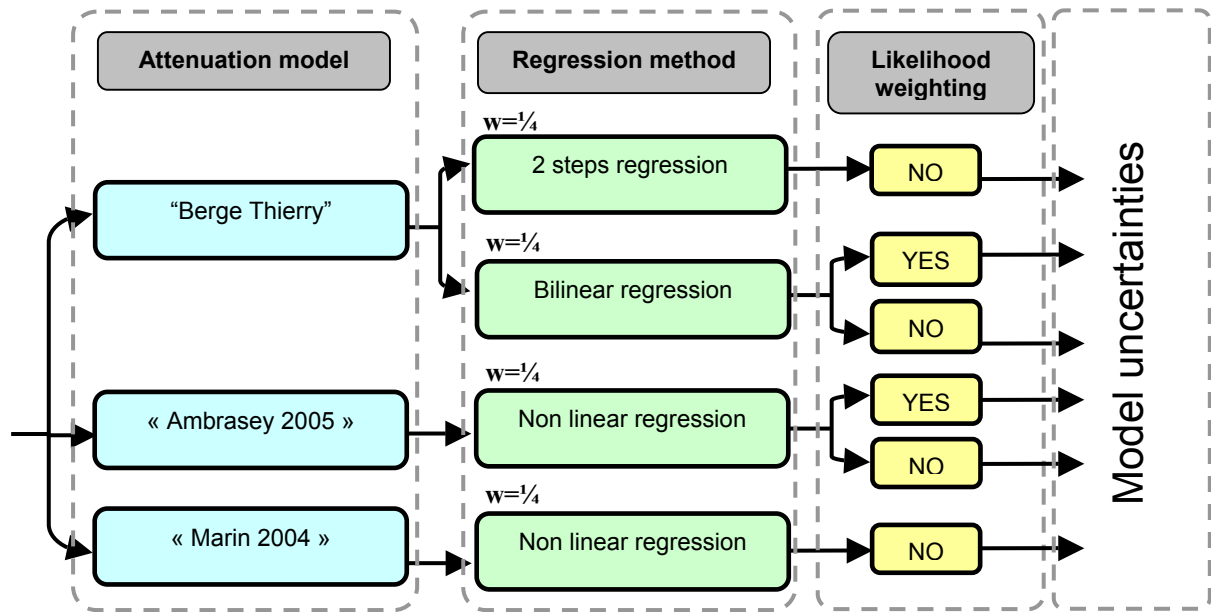 Attenuation model
Regression method
Likelihood
weighting
w=¼
2 steps regression
NO
“Berge Thierry”
w=¼
Bilinear regression
YES
NO
w=¼
« Ambrasey 2005 »
Non linear regression
YES
NO
w=¼
« Marin 2004 »
Non linear regression
NO
Model uncertainties